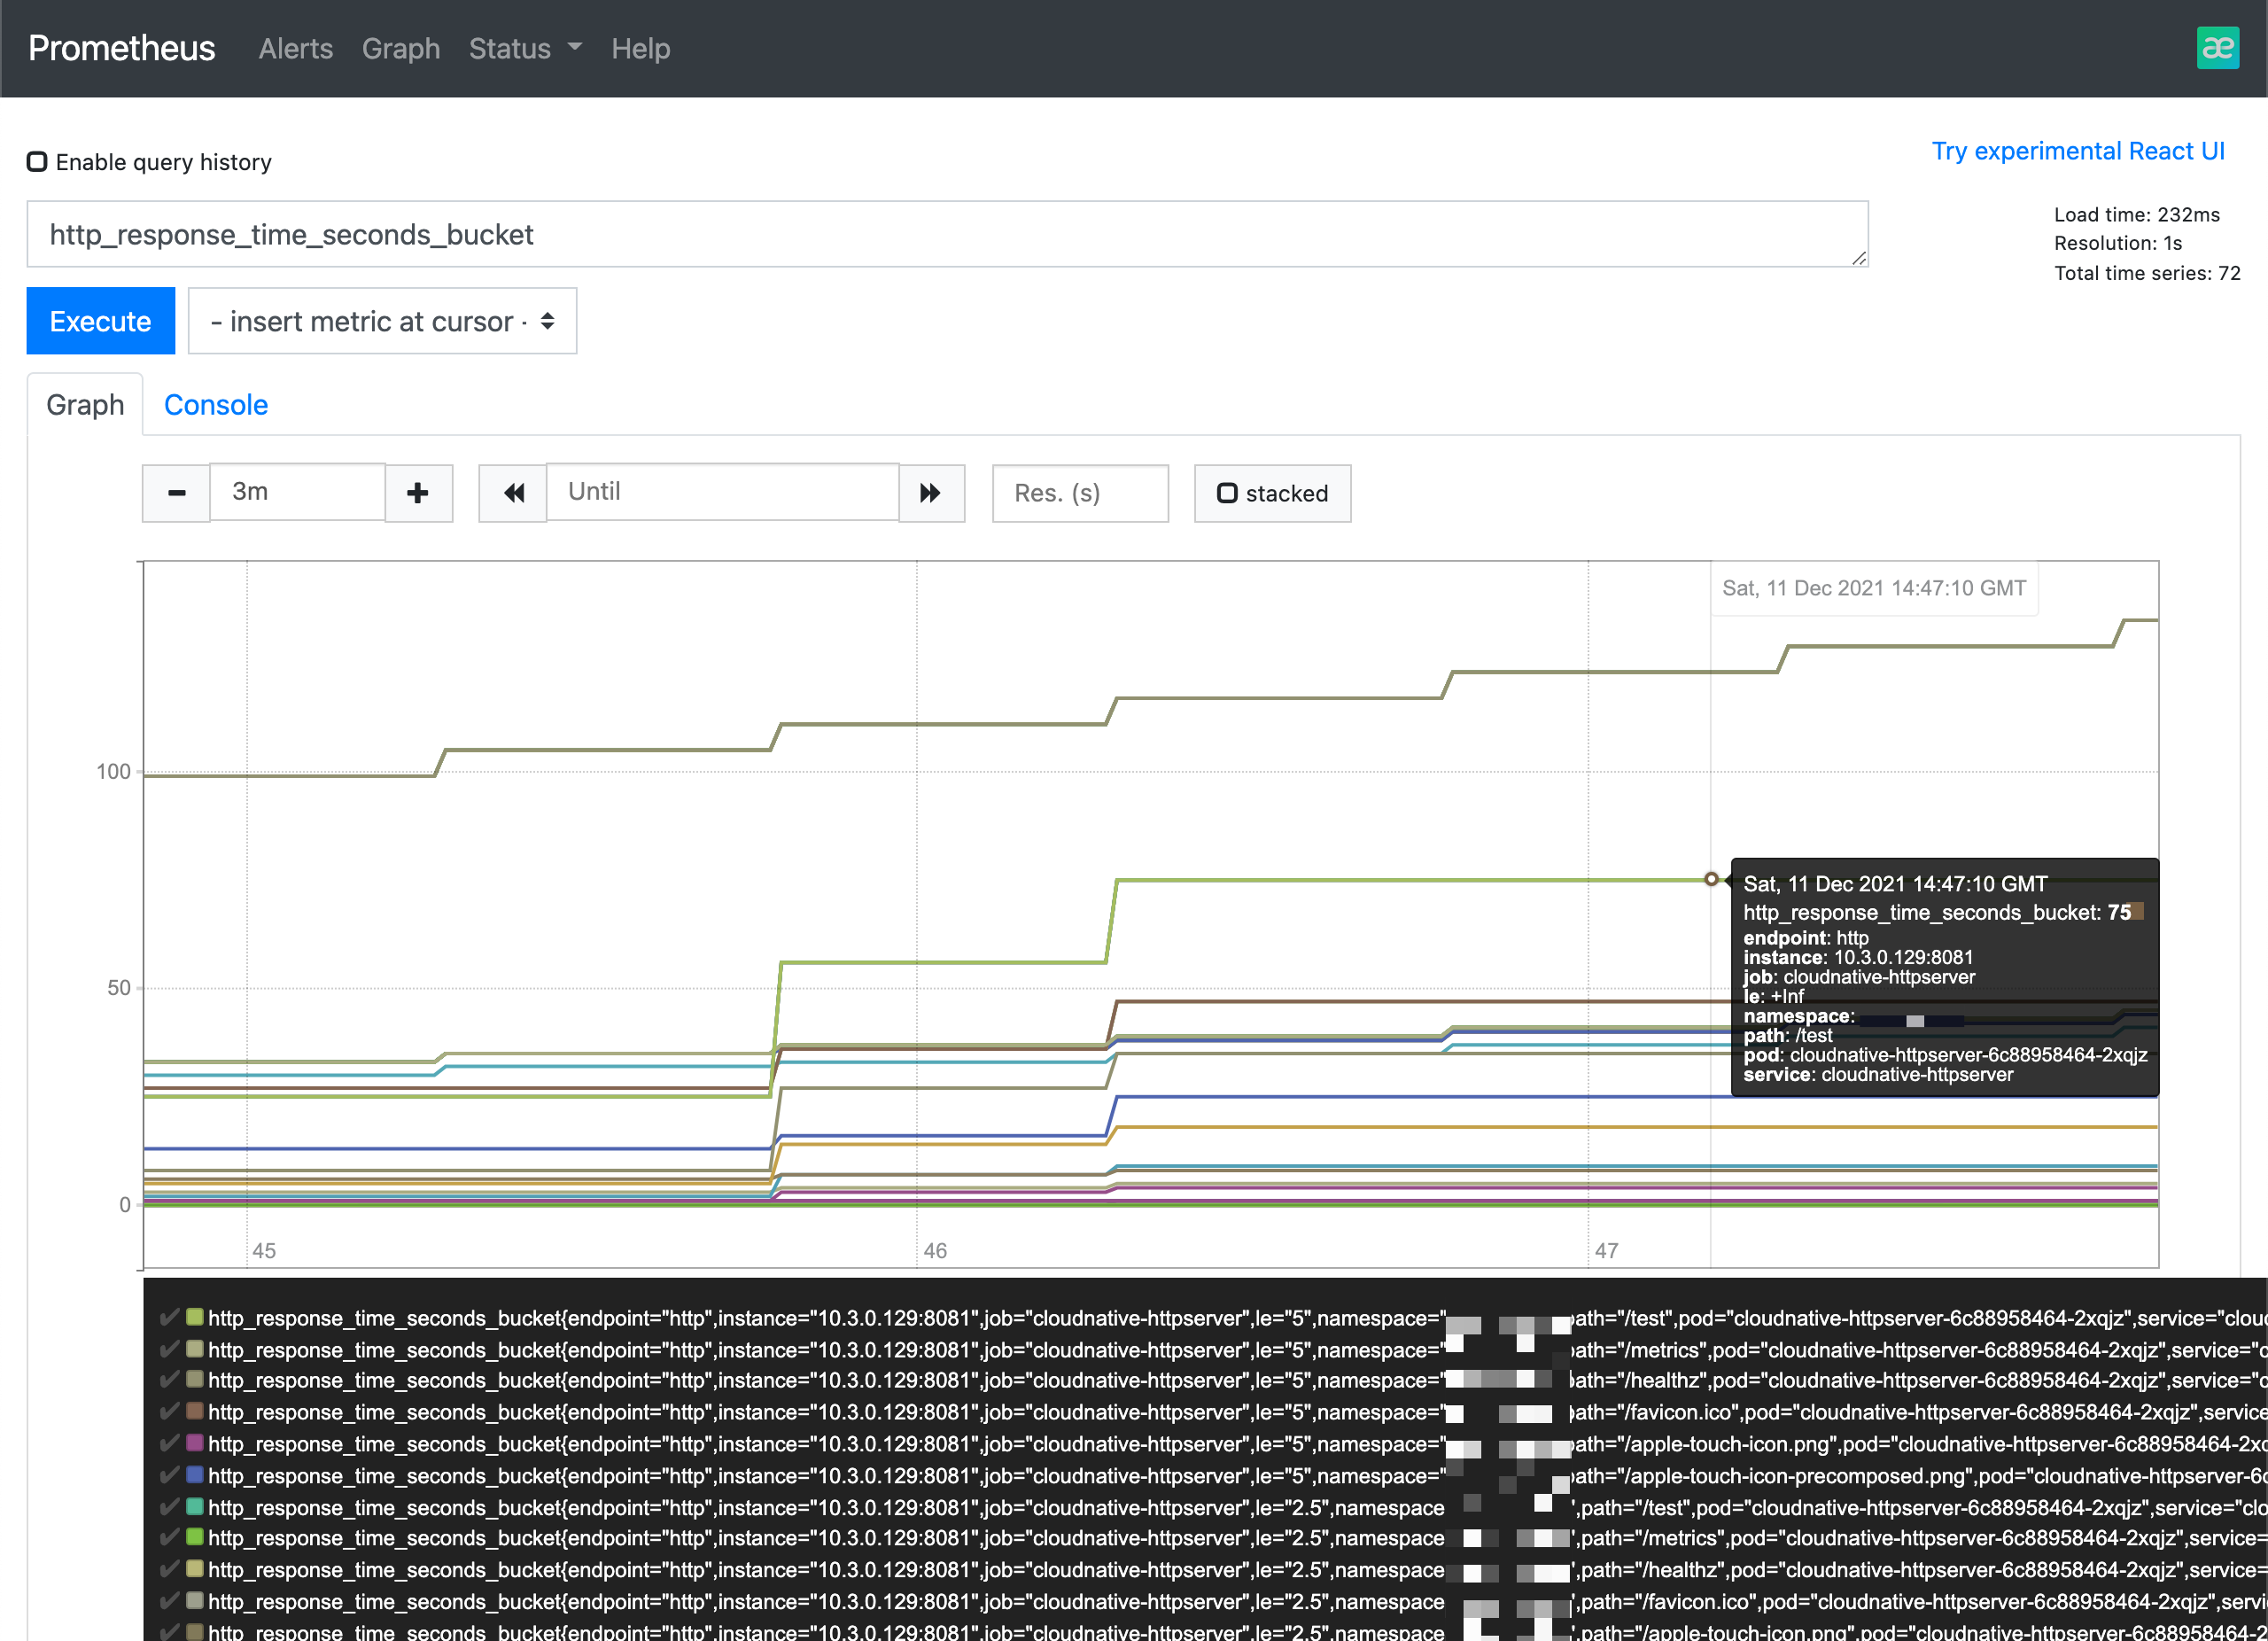 Prometheus Alerts Graph Status Help æ
Enable query history
Try experimental React UI
http_response_time_seconds_bucket
Load time: 232ms
Resolution: 1s
Total time series: 72
Execute
- insert metric at cursor -
Graph Console
3m Until Res. (s) stacked
Sat, 11 Dec 2021 14:47:10 GMT
100
50
0
45 46 47
Sat, 11 Dec 2021 14:47:10 GMT
http_response_time_seconds_bucket: 75
endpoint: http
instance: 10.3.0.129:8081
job: cloudnative-httpserver
le: +Inf
namespace:
path: /test
pod: cloudnative-httpserver-6c88958464-2xqjz
service: cloudnative-httpserver
http_response_time_seconds_bucket{endpoint="http",instance="10.3.0.129:8081",job="cloudnative-httpserver",le="5",namespace=" path="/test",pod="cloudnative-httpserver-6c88958464-2xqjz",service="clou
http_response_time_seconds_bucket{endpoint="http",instance="10.3.0.129:8081",job="cloudnative-httpserver",le="5",namespace=" path="/metrics",pod="cloudnative-httpserver-6c88958464-2xqjz",service="c
http_response_time_seconds_bucket{endpoint="http",instance="10.3.0.129:8081",job="cloudnative-httpserver",le="5",namespace=" path="/healthz",pod="cloudnative-httpserver-6c88958464-2xqjz",service="c
http_response_time_seconds_bucket{endpoint="http",instance="10.3.0.129:8081",job="cloudnative-httpserver",le="5",namespace=" path="/favicon.ico",pod="cloudnative-httpserver-6c88958464-2xqjz",service
http_response_time_seconds_bucket{endpoint="http",instance="10.3.0.129:8081",job="cloudnative-httpserver",le="5",namespace=" path="/apple-touch-icon.png",pod="cloudnative-httpserver-6c88958464-2xq
http_response_time_seconds_bucket{endpoint="http",instance="10.3.0.129:8081",job="cloudnative-httpserver",le="5",namespace=" path="/apple-touch-icon-precomposed.png",pod="cloudnative-httpserver-6c
http_response_time_seconds_bucket{endpoint="http",instance="10.3.0.129:8081",job="cloudnative-httpserver",le="2.5",namespace ",path="/test",pod="cloudnative-httpserver-6c88958464-2xqjz",service="clo
http_response_time_seconds_bucket{endpoint="http",instance="10.3.0.129:8081",job="cloudnative-httpserver",le="2.5",namespace ",path="/metrics",pod="cloudnative-httpserver-6c88958464-2xqjz",service=
http_response_time_seconds_bucket{endpoint="http",instance="10.3.0.129:8081",job="cloudnative-httpserver",le="2.5",namespace ",path="/healthz",pod="cloudnative-httpserver-6c88958464-2xqjz",service=
http_response_time_seconds_bucket{endpoint="http",instance="10.3.0.129:8081",job="cloudnative-httpserver",le="2.5",namespace ",path="/favicon.ico",pod="cloudnative-httpserver-6c88958464-2xqjz",servi
http_response_time_seconds_bucket{endpoint="http",instance="10.3.0.129:8081",job="cloudnative-httpserver",le="2.5",namespace ",path="/apple-touch-icon.png",pod="cloudnative-httpserver-6c88958464-2